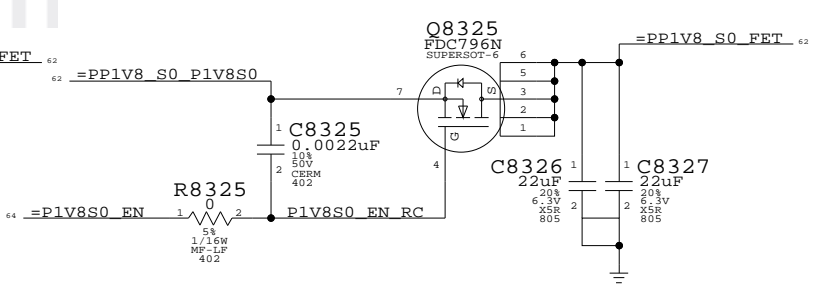 FET 62
62 =PP1V8_S0_P1V8S0
7
1
C8325
0.0022uF
10%
50V
CERM
402
2
R8325
0
64 =P1V8S0_EN
1
2
5%
1/16W
MF-LF
402
P1V8S0_EN_RC
Q8325
FDC796N
SUPERSOT-6
D
S
G
4
6
5
3
2
1
=PP1V8_S0_FET 62
C8326
22uF
20%
6.3V
X5R
805
1
2
C8327
22uF
20%
6.3V
X5R
805
1
2